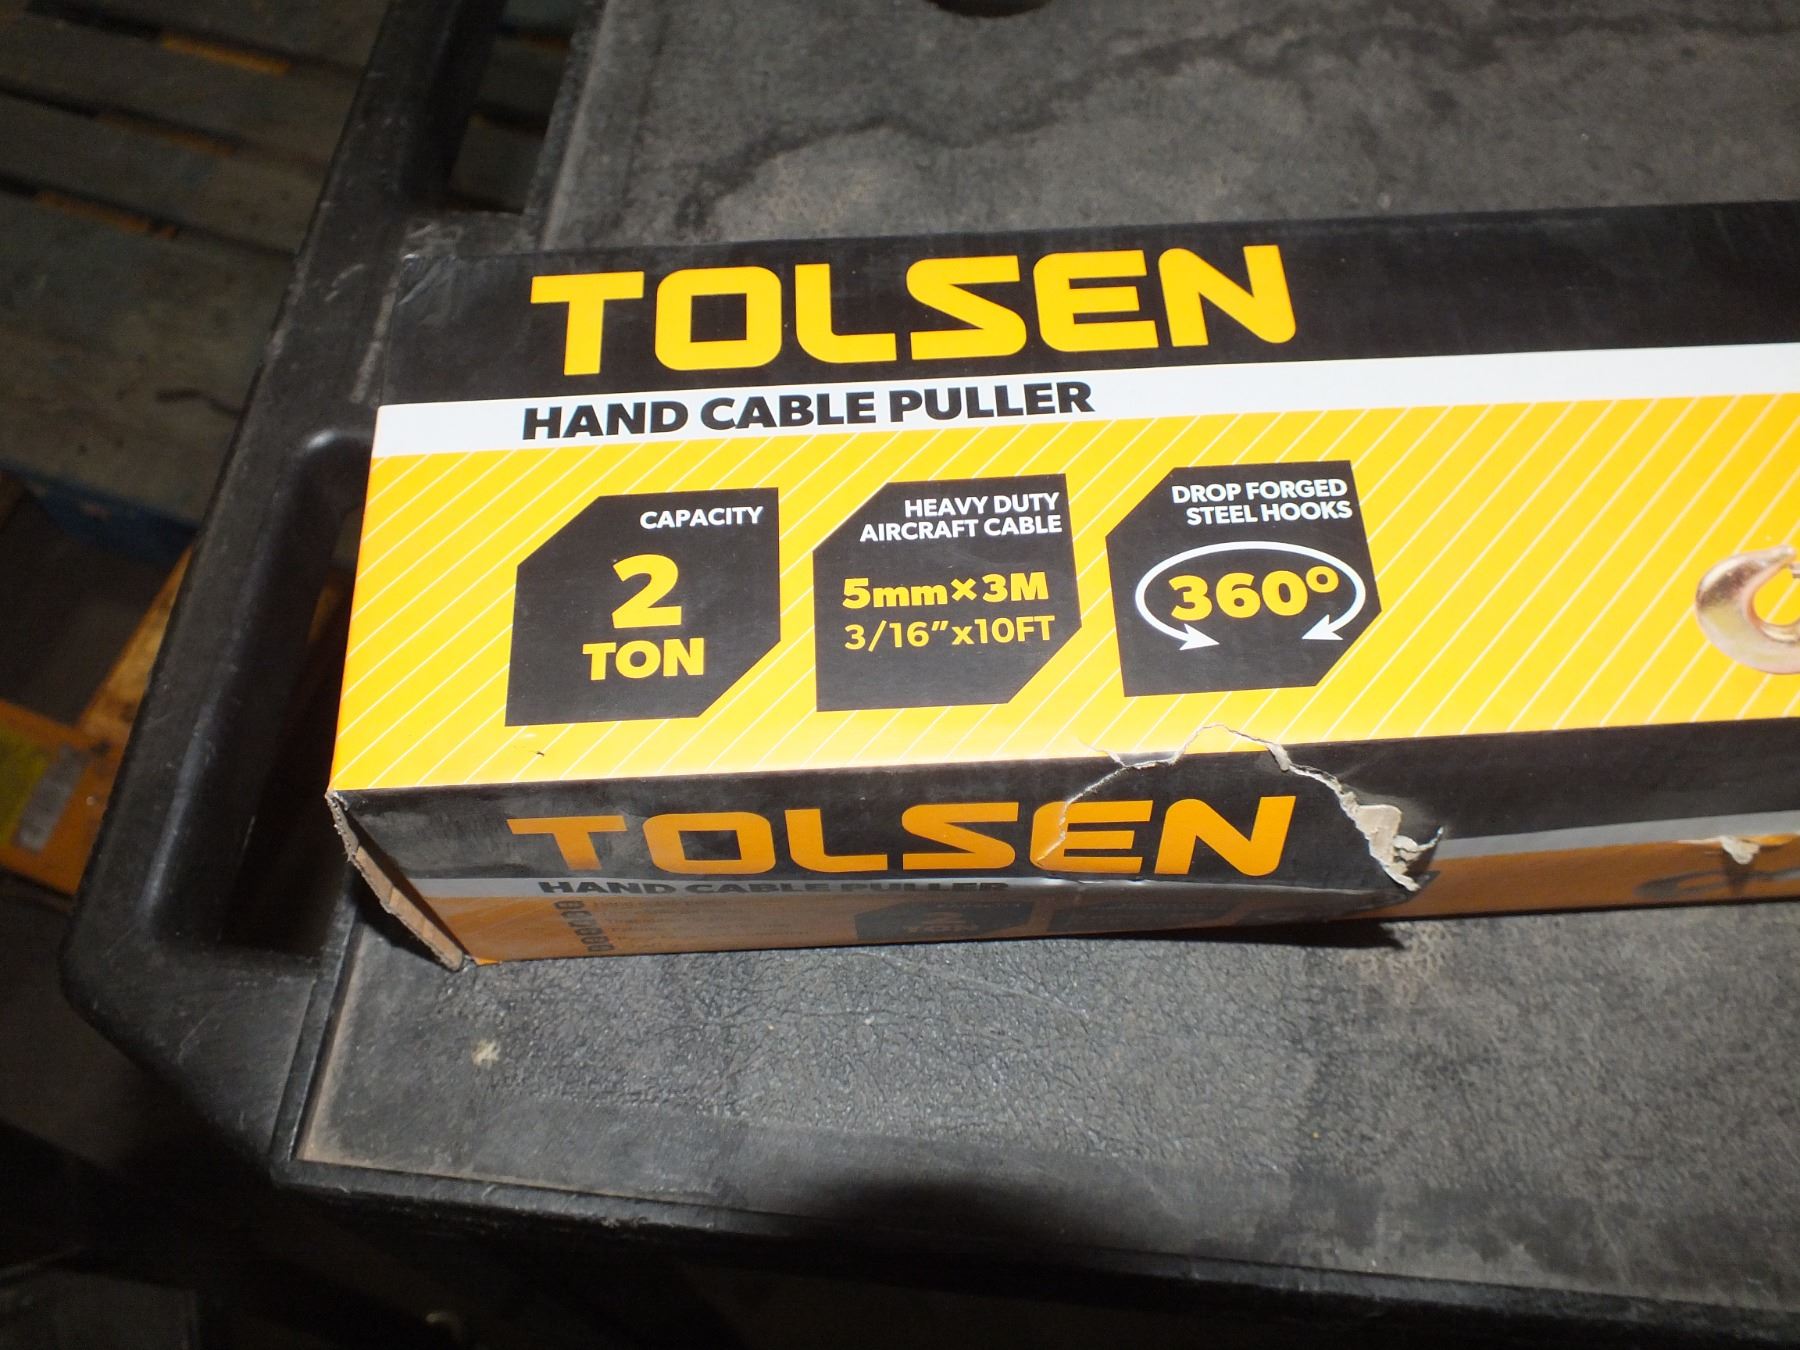 TOLSEN
HAND CABLE PULLER
CAPACITY
2
TON
HEAVY DUTY
AIRCRAFT CABLE
5mm×3M
3/16”x10FT
DROP FORGED
STEEL HOOKS
360°
TOLSEN
HAND CABLE PULLER
TON